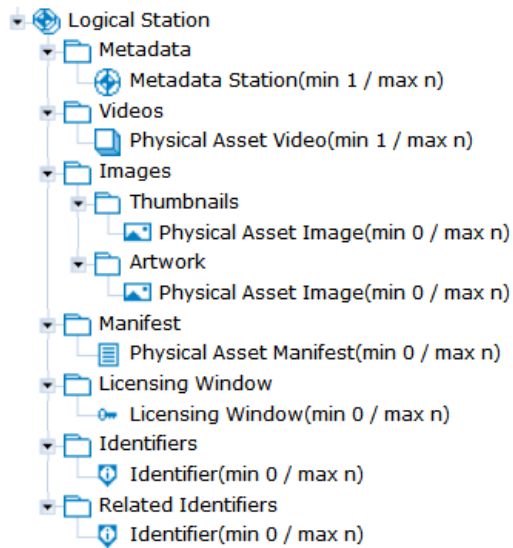 Logical Station
Metadata
Metadata Station(min 1 / max n)
Videos
Physical Asset Video(min 1 / max n)
Images
Thumbnails
Physical Asset Image(min 0 / max n)
Artwork
Physical Asset Image(min 0 / max n)
Manifest
Physical Asset Manifest(min 0 / max n)
Licensing Window
Licensing Window(min 0 / max n)
Identifiers
Identifier(min 0 / max n)
Related Identifiers
Identifier(min 0 / max n)